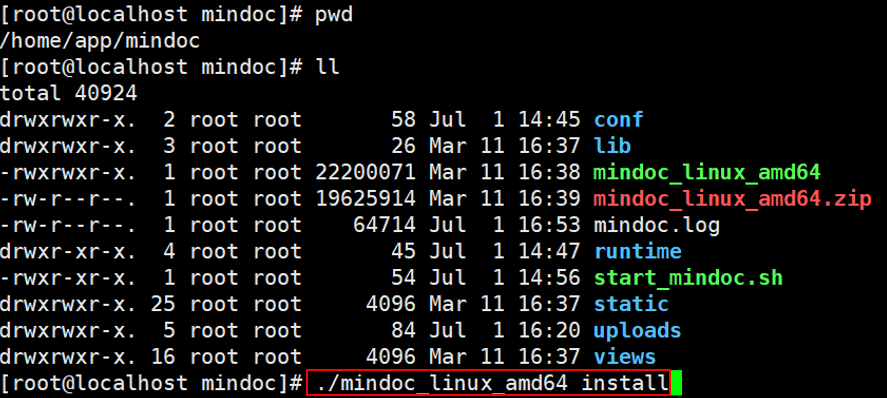 [root@localhost mindoc]# pwd
/home/app/mindoc
[root@localhost mindoc]# ll
total 40924
drwxrwxr-x.  2 root root       58 Jul  1 14:45 conf
drwxrwxr-x.  3 root root       26 Mar 11 16:37 lib
-rwxrwxr-x.  1 root root 22200071 Mar 11 16:38 mindoc_linux_amd64
-rw-r--r--.  1 root root 19625914 Mar 11 16:39 mindoc_linux_amd64.zip
-rw-r--r--.  1 root root    64714 Jul  1 16:53 mindoc.log
drwxr-xr-x.  4 root root       45 Jul  1 14:47 runtime
-rwxr-xr-x.  1 root root       54 Jul  1 14:56 start_mindoc.sh
drwxrwxr-x. 25 root root     4096 Mar 11 16:37 static
drwxrwxr-x.  5 root root       84 Jul  1 16:20 uploads
drwxrwxr-x. 16 root root     4096 Mar 11 16:37 views
[root@localhost mindoc]# ./mindoc_linux_amd64 install